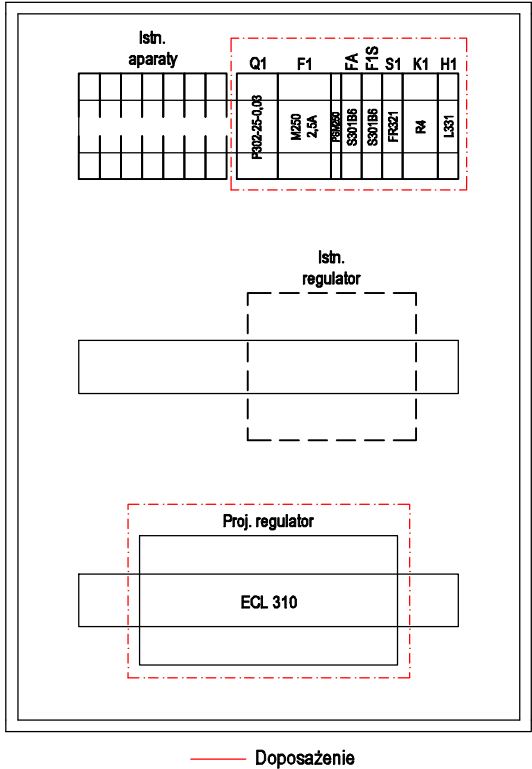 Istn.
aparaty
Q1 F1 FA F1S S1 K1 H1
P302-25-0,03
M250
2,5A
PSM250
S301B6
S301B6
FR321
R4
L331
Istn.
regulator
Proj. regulator
ECL 310
Doposażenie